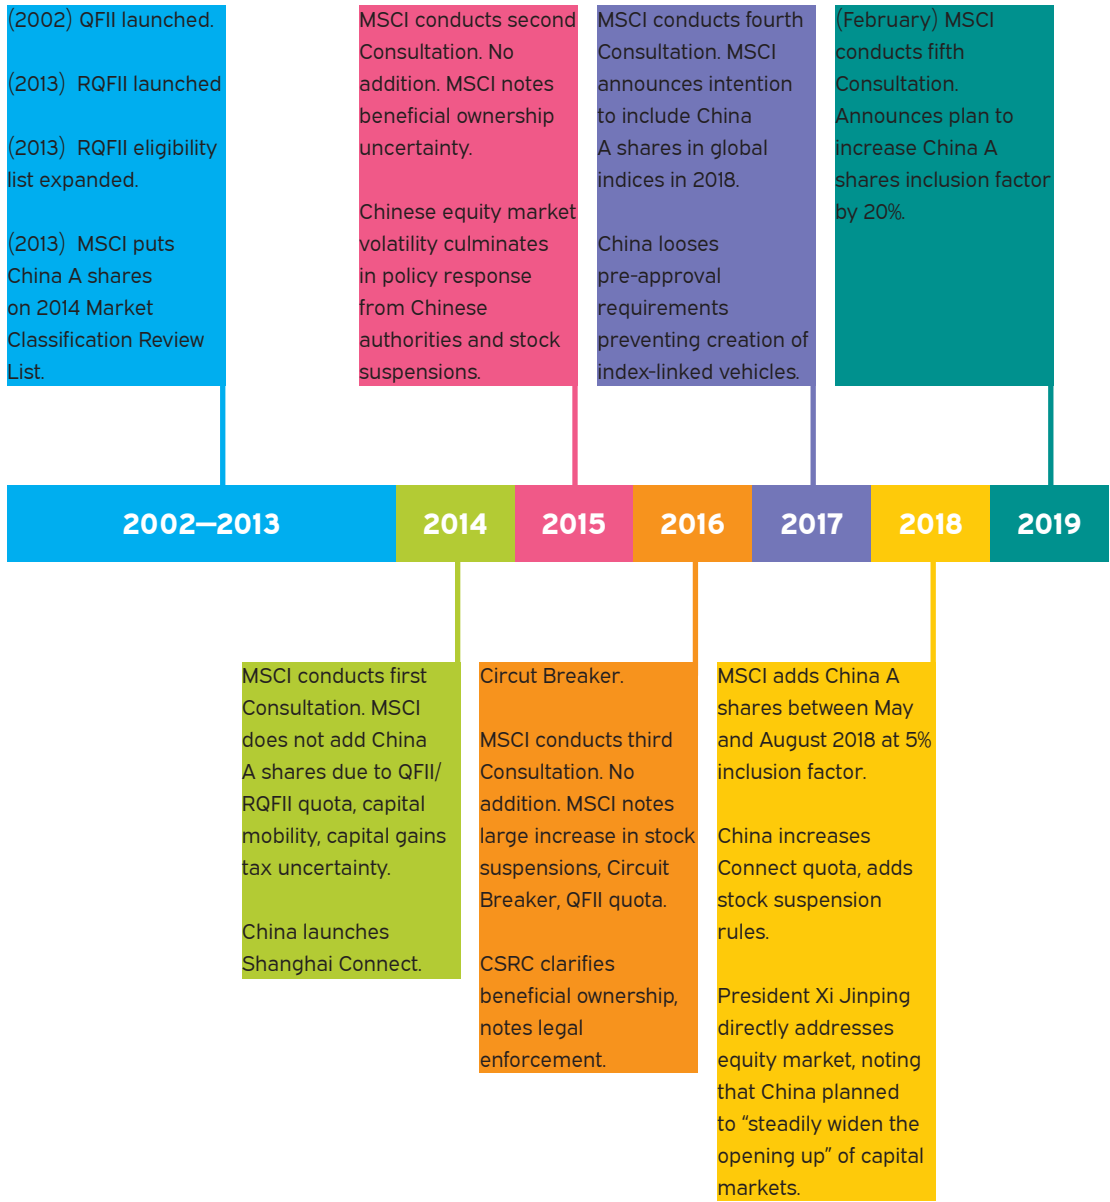 (2002) QFII launched.
(2013) RQFII launched
(2013) RQFII eligibility
list expanded.
(2013) MSCI puts
China A shares
on 2014 Market
Classification Review
List.
MSCI conducts second
Consultation. No
addition. MSCI notes
beneficial ownership
uncertainty.
Chinese equity market
volatility culminates
in policy response
from Chinese
authorities and stock
suspensions.
MSCI conducts fourth
Consultation. MSCI
announces intention
to include China
A shares in global
indices in 2018.
China looses
pre-approval
requirements
preventing creation of
index-linked vehicles.
(February) MSCI
conducts fifth
Consultation.
Announces plan to
increase China A
shares inclusion factor
by 20%.
2002—2013
2014
2015
2016
2017
2018
2019
MSCI conducts first
Consultation. MSCI
does not add China
A shares due to QFII/
RQFII quota, capital
mobility, capital gains
tax uncertainty.
China launches
Shanghai Connect.
Circut Breaker.
MSCI conducts third
Consultation. No
addition. MSCI notes
large increase in stock
suspensions, Circuit
Breaker, QFII quota.
CSRC clarifies
beneficial ownership,
notes legal
enforcement.
MSCI adds China A
shares between May
and August 2018 at 5%
inclusion factor.
China increases
Connect quota, adds
stock suspension
rules.
President Xi Jinping
directly addresses
equity market, noting
that China planned
to “steadily widen the
opening up” of capital
markets.